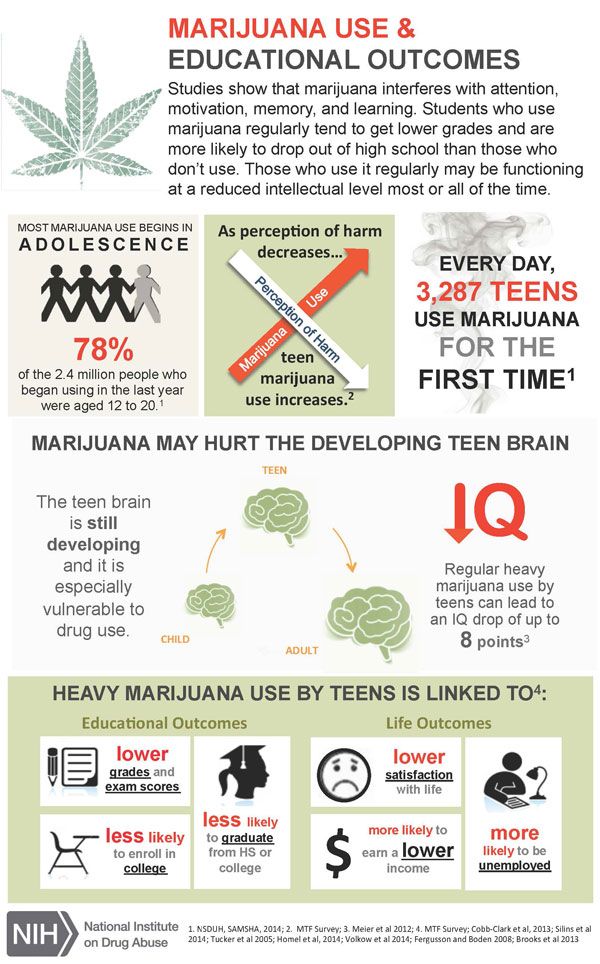 MARIJUANA USE &
EDUCATIONAL OUTCOMES
Studies show that marijuana interferes with attention,
motivation, memory, and learning. Students who use
marijuana regularly tend to get lower grades and are
more likely to drop out of high school than those who
don't use. Those who use it regularly may be functioning
at a reduced intellectual level most or all of the time.
MOST MARIJUANA USE BEGINS IN
ADOLESCENCE
78%
of the 2.4 million people who
began using in the last year
were aged 12 to 20.1
As perception of harm
decreases...
Marijuana Use
Perception of Harm
teen
marijuana
use increases.2
EVERY DAY,
3,287 TEENS
USE MARIJUANA
FOR THE
FIRST TIME1
MARIJUANA MAY HURT THE DEVELOPING TEEN BRAIN
The teen brain
is still
developing
and it is
especially
vulnerable to
drug use.
CHILD
TEEN
ADULT
IQ
Regular heavy
marijuana use by
teens can lead to
an IQ drop of up to
8 points3
HEAVY MARIJUANA USE BY TEENS IS LINKED TO4:
Educational Outcomes
lower
grades and
exam scores
less likely
to enroll in
college
less likely
to graduate
from HS or
college
Life Outcomes
lower
satisfaction
with life
$
more likely to
earn a lower
income
more
likely to be
unemployed
NIH
National Institute
on Drug Abuse
1. NSDUH, SAMSHA, 2014; 2. MTF Survey; 3. Meier et al 2012; 4. MTF Survey; Cobb-Clark et al, 2013; Silins et al
2014; Tucker et al 2005; Homel et al, 2014; Volkow et al 2014; Fergusson and Boden 2008; Brooks et al 2013